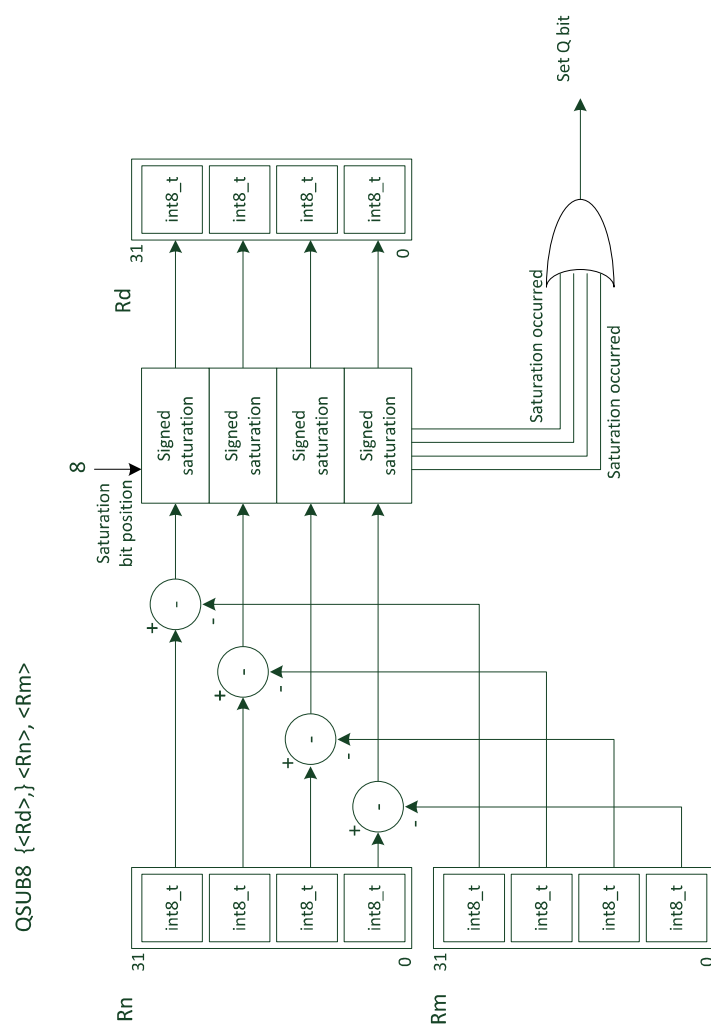 QSUB8 {<Rd>,} <Rn>, <Rm>
Rn
31
int8_t
int8_t
int8_t
int8_t
0
Rm
31
int8_t
int8_t
int8_t
int8_t
0
+
-
-
+
-
-
+
-
-
+
-
-
Saturation
bit position
8
Signed
saturation
Signed
saturation
Signed
saturation
Signed
saturation
Rd
31
int8_t
int8_t
int8_t
int8_t
0
Saturation occurred
Saturation occurred
Set Q bit